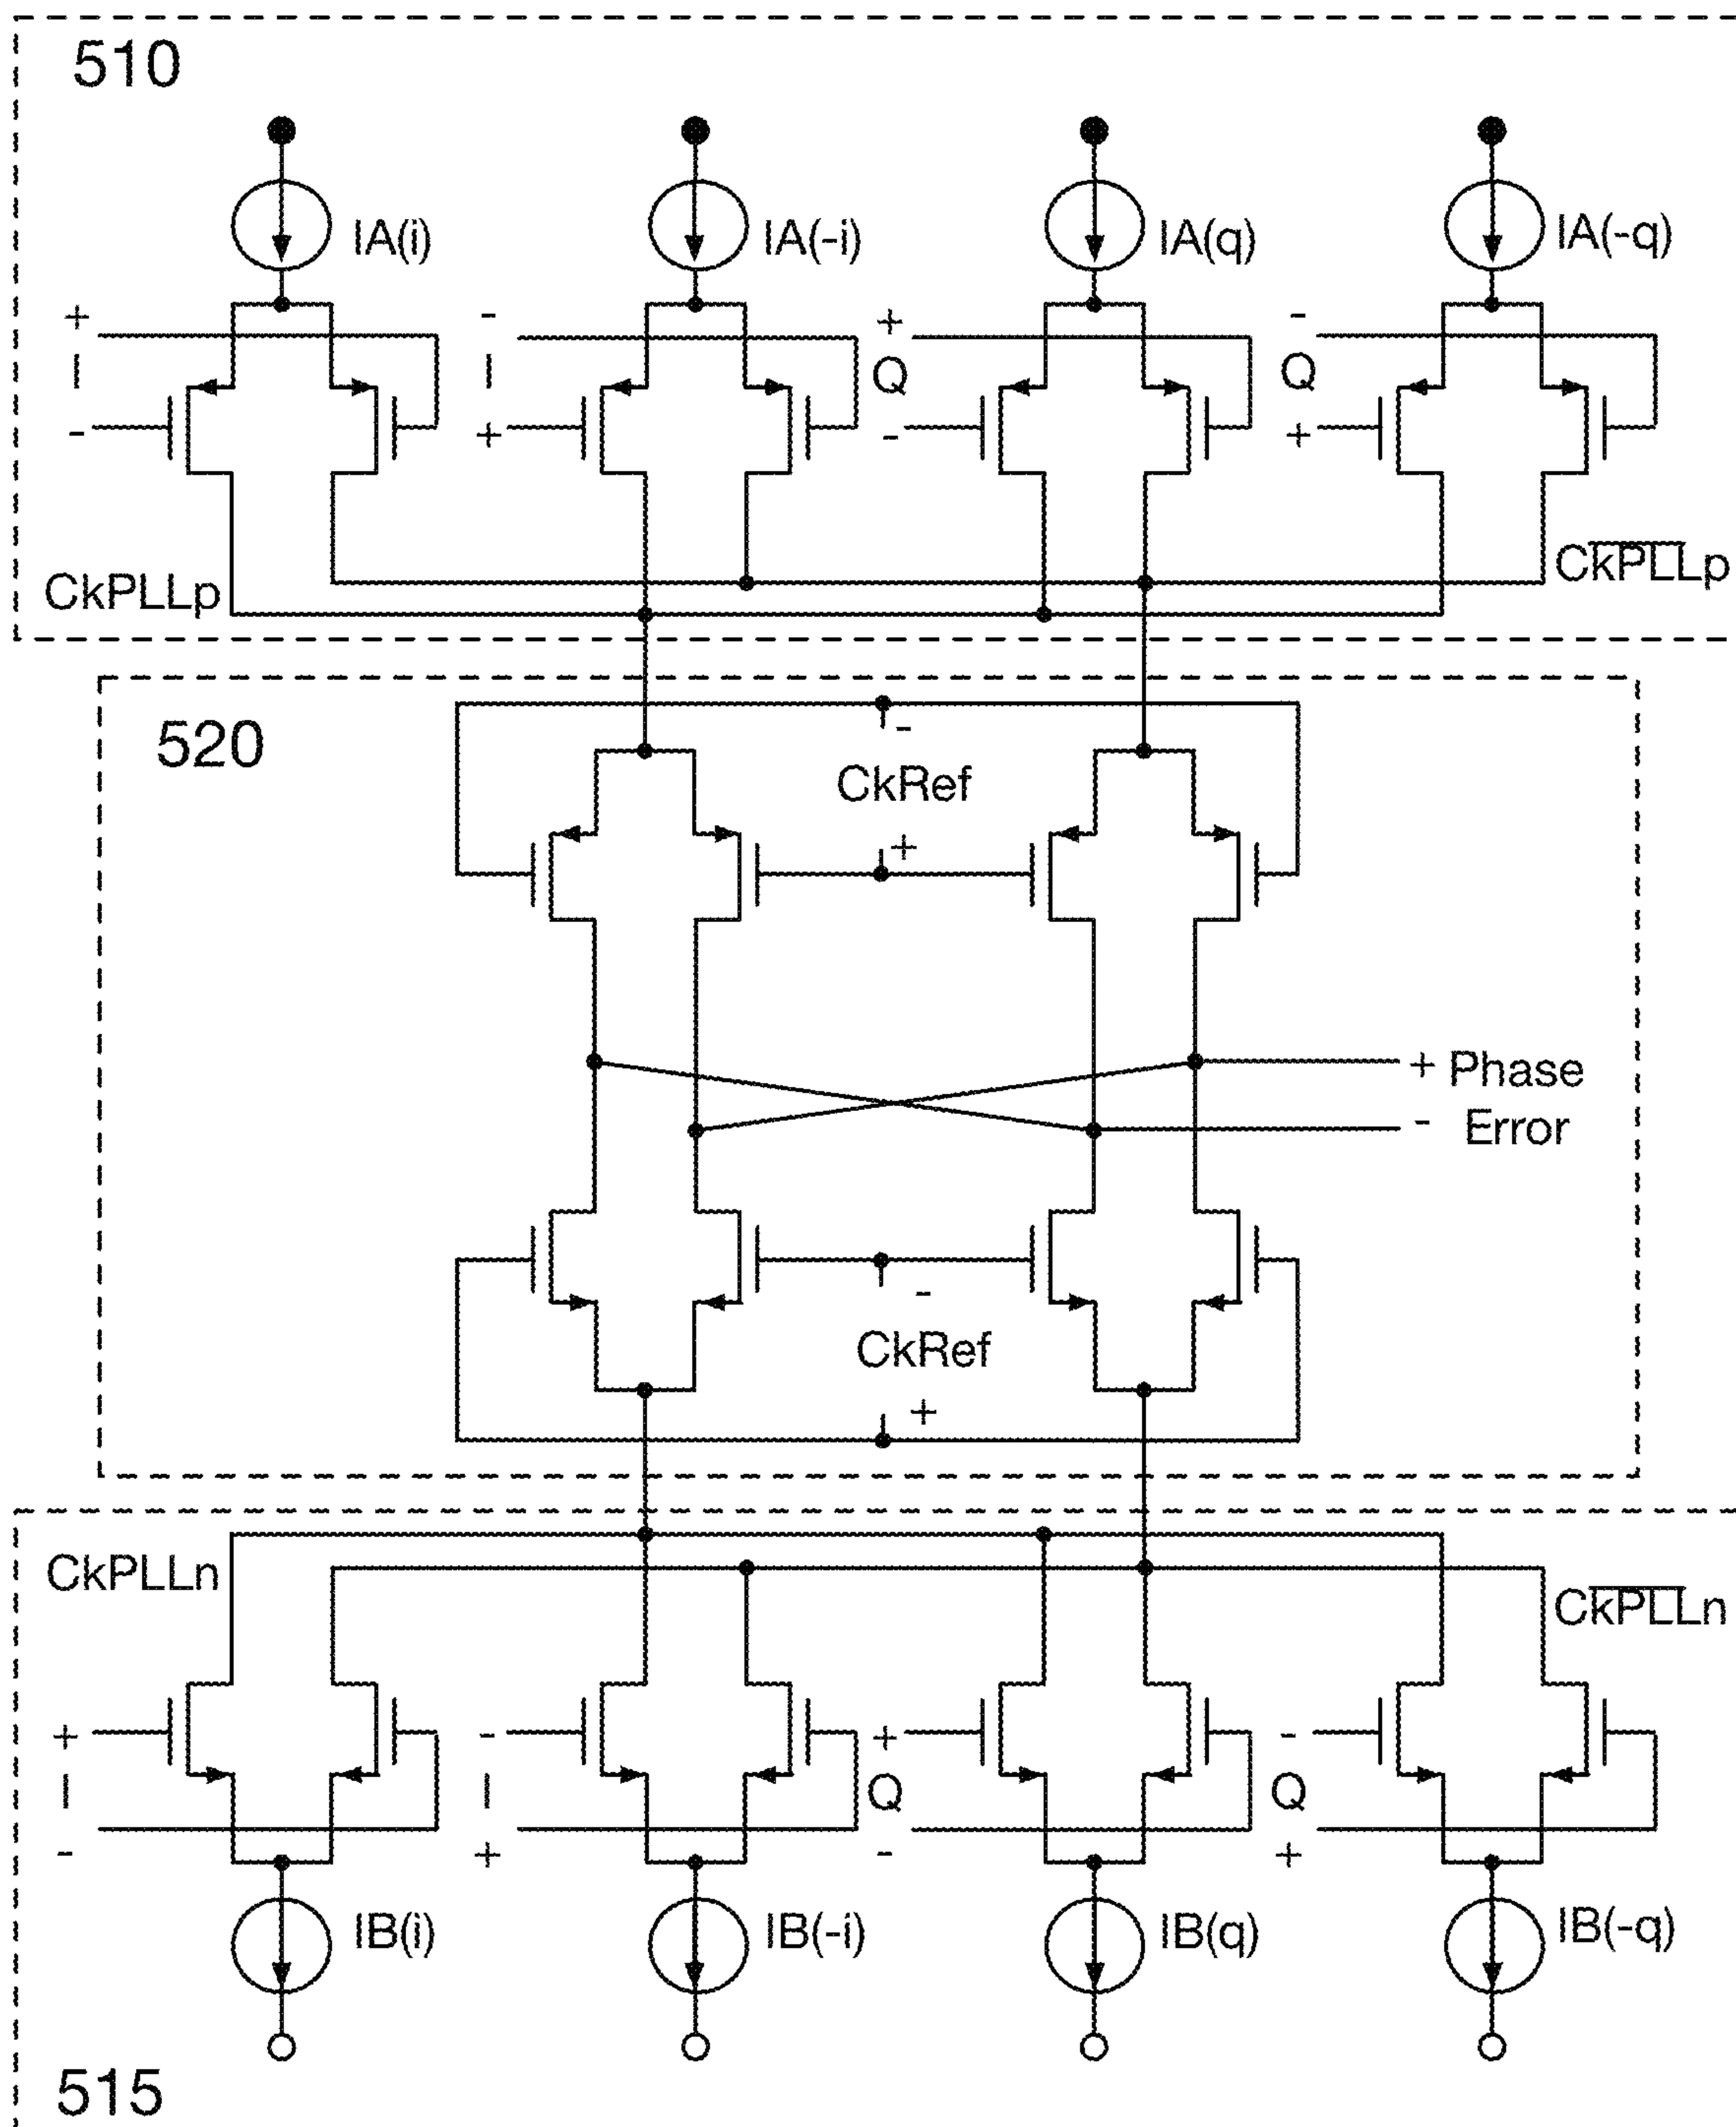 510
IA(i)
IA(-i)
IA(q)
IA(-q)
+
I
-
-
I
+
+
Q
-
-
Q
+
CkPLLp
CkPLLp
520
-
CkRef
+
+ Phase
- Error
-
CkRef
+
CkPLLn
CkPLLn
+
I
-
-
I
+
+
Q
-
-
Q
+
IB(i)
IB(-i)
IB(q)
IB(-q)
515